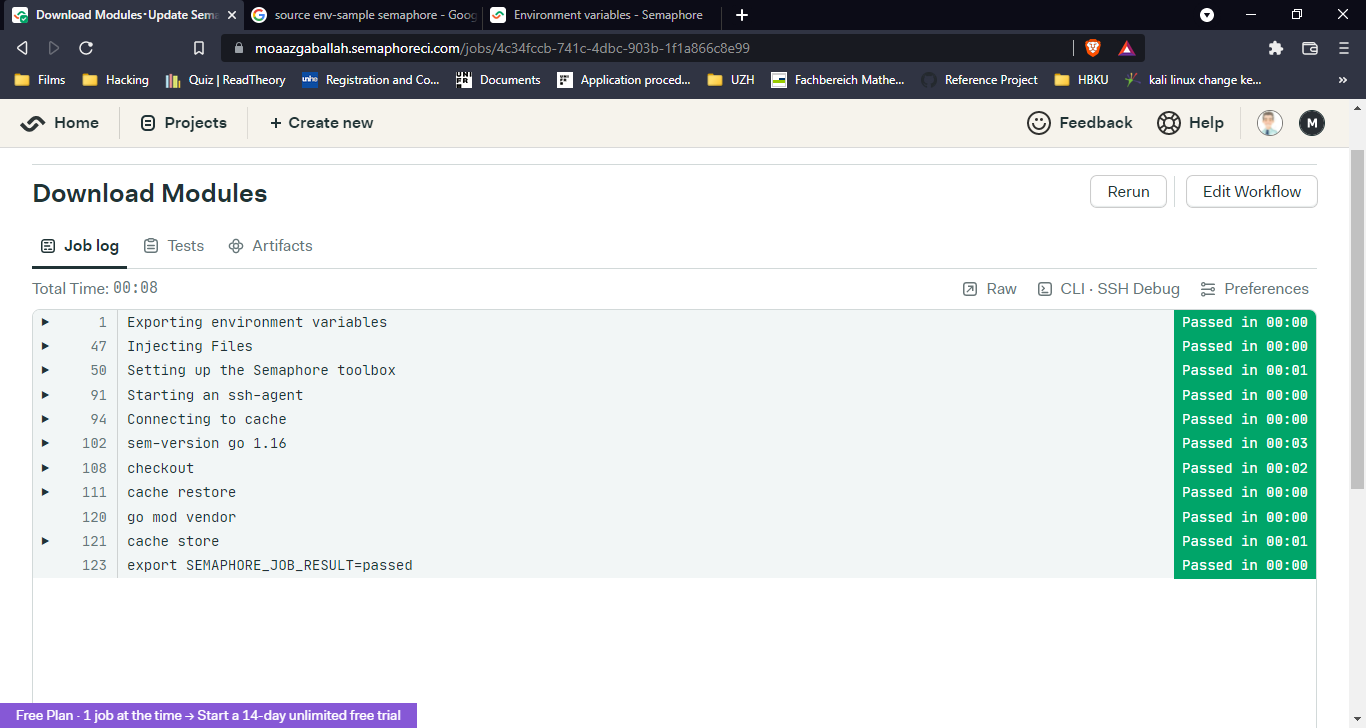 Download Modules·Update Sema
source env-sample semaphore - Goog
Environment variables - Semaphore
moaazgaballah.semaphoreci.com/jobs/4c34fccb-741c-4dbc-903b-1f1a866c8e99
Films
Hacking
Quiz | ReadTheory
Registration and Co...
Documents
Application proced...
UZH
Fachbereich Mathe...
Reference Project
HBKU
kali linux change ke...
»
Home
Projects
+ Create new
Feedback
Help
M
Download Modules
Rerun
Edit Workflow
Job log
Tests
Artifacts
Total Time: 00:08
Raw
CLI · SSH Debug
Preferences
1 Exporting environment variables Passed in 00:00
47 Injecting Files Passed in 00:00
50 Setting up the Semaphore toolbox Passed in 00:01
91 Starting an ssh-agent Passed in 00:00
94 Connecting to cache Passed in 00:00
102 sem-version go 1.16 Passed in 00:03
108 checkout Passed in 00:02
111 cache restore Passed in 00:00
120 go mod vendor Passed in 00:00
121 cache store Passed in 00:01
123 export SEMAPHORE_JOB_RESULT=passed Passed in 00:00
Free Plan · 1 job at the time → Start a 14-day unlimited free trial